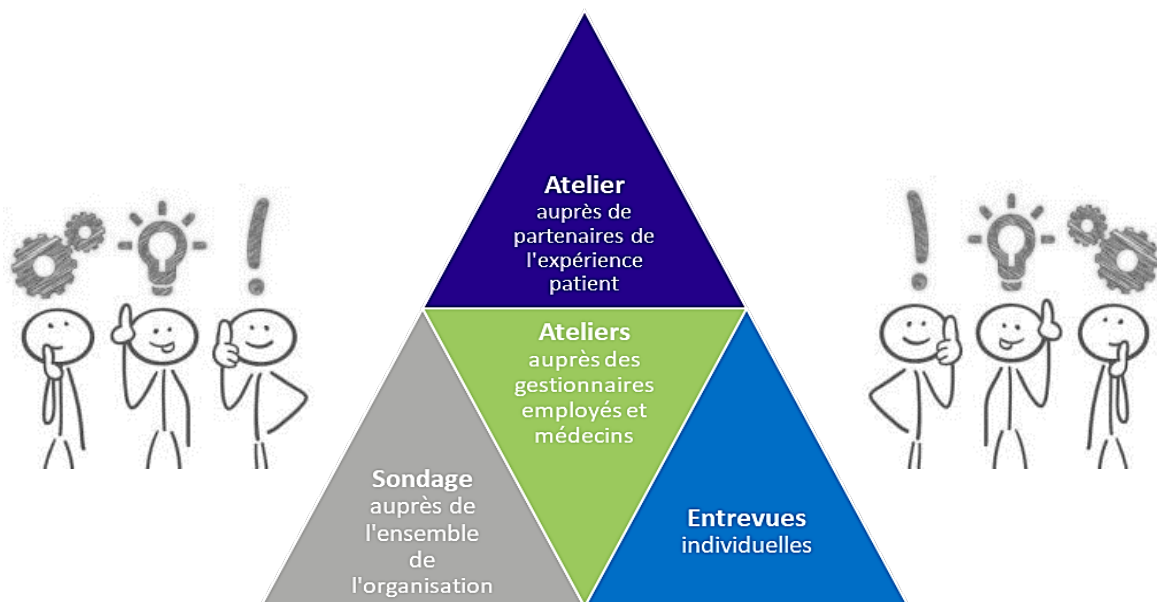 Atelier
auprès de
partenaires de
l'expérience
patient
Ateliers
auprès des
gestionnaires
employés et
médecins
Sondage
auprès de
l'ensemble
de
l'organisation
Entrevues
individuelles